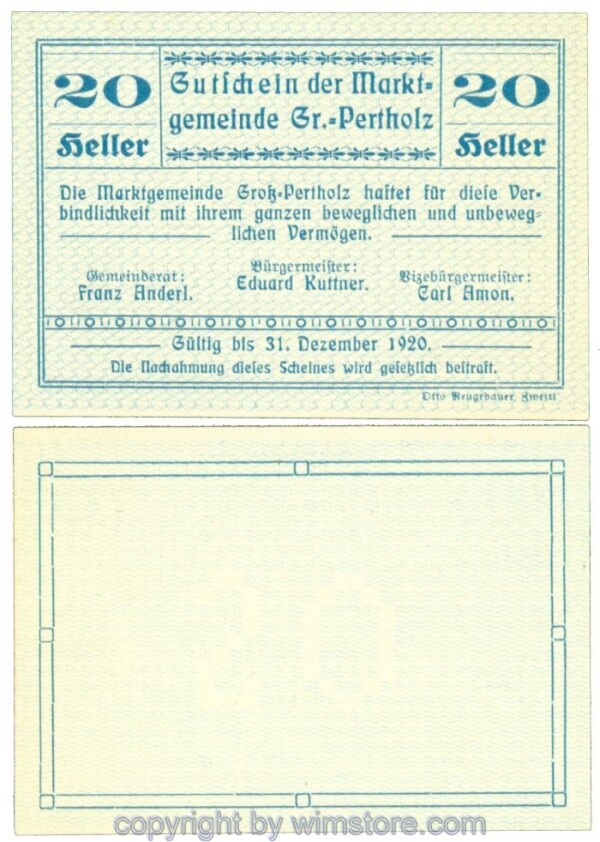 20
Heller
Gutschein der Markt=
gemeinde Gr.=Pertholz
20
Heller
Die Marktgemeinde Groß-Pertholz haftet für diese Ver-
bindlichkeit mit ihrem ganzen beweglichen und unbeweg=
lichen Vermögen.
Gemeinderat:
Franz Anderl.
Bürgermeister:
Eduard Kuttner.
Vizebürgermeister:
Carl Amon.
Gültig bis 31. Dezember 1920.
Die Nachahmung dieses Scheines wird gesetzlich bestraft.
Otto Neugebauer, Zwettl
copyright by wimstore.com